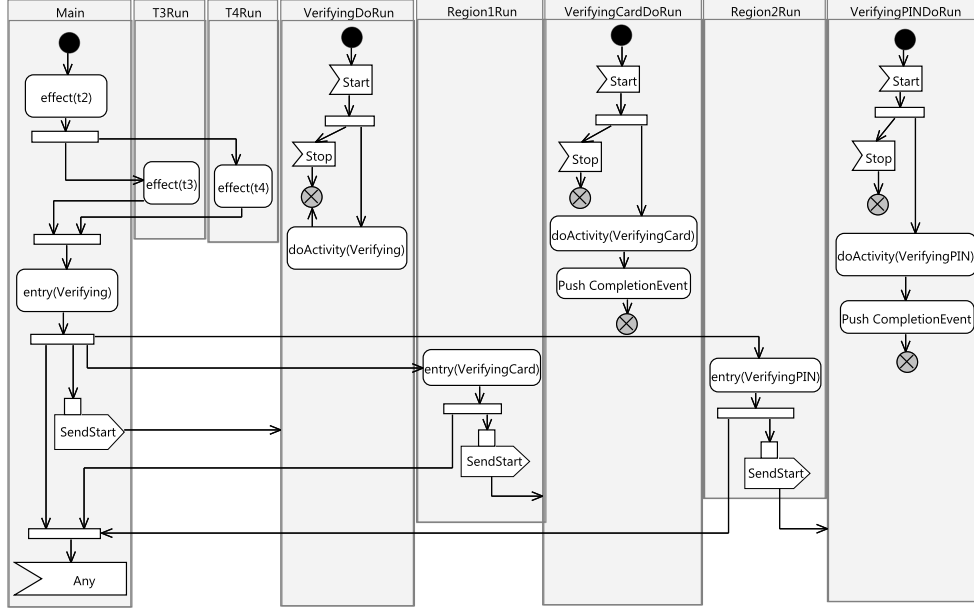 Main
T3Run
T4Run
VerifyingDoRun
Region1Run
VerifyingCardDoRun
Region2Run
VerifyingPINDoRun
effect(t2)
effect(t3)
effect(t4)
entry(Verifying)
SendStart
Any
Start
Stop
doActivity(Verifying)
entry(VerifyingCard)
SendStart
Start
Stop
doActivity(VerifyingCard)
Push CompletionEvent
entry(VerifyingPIN)
SendStart
Start
Stop
doActivity(VerifyingPIN)
Push CompletionEvent